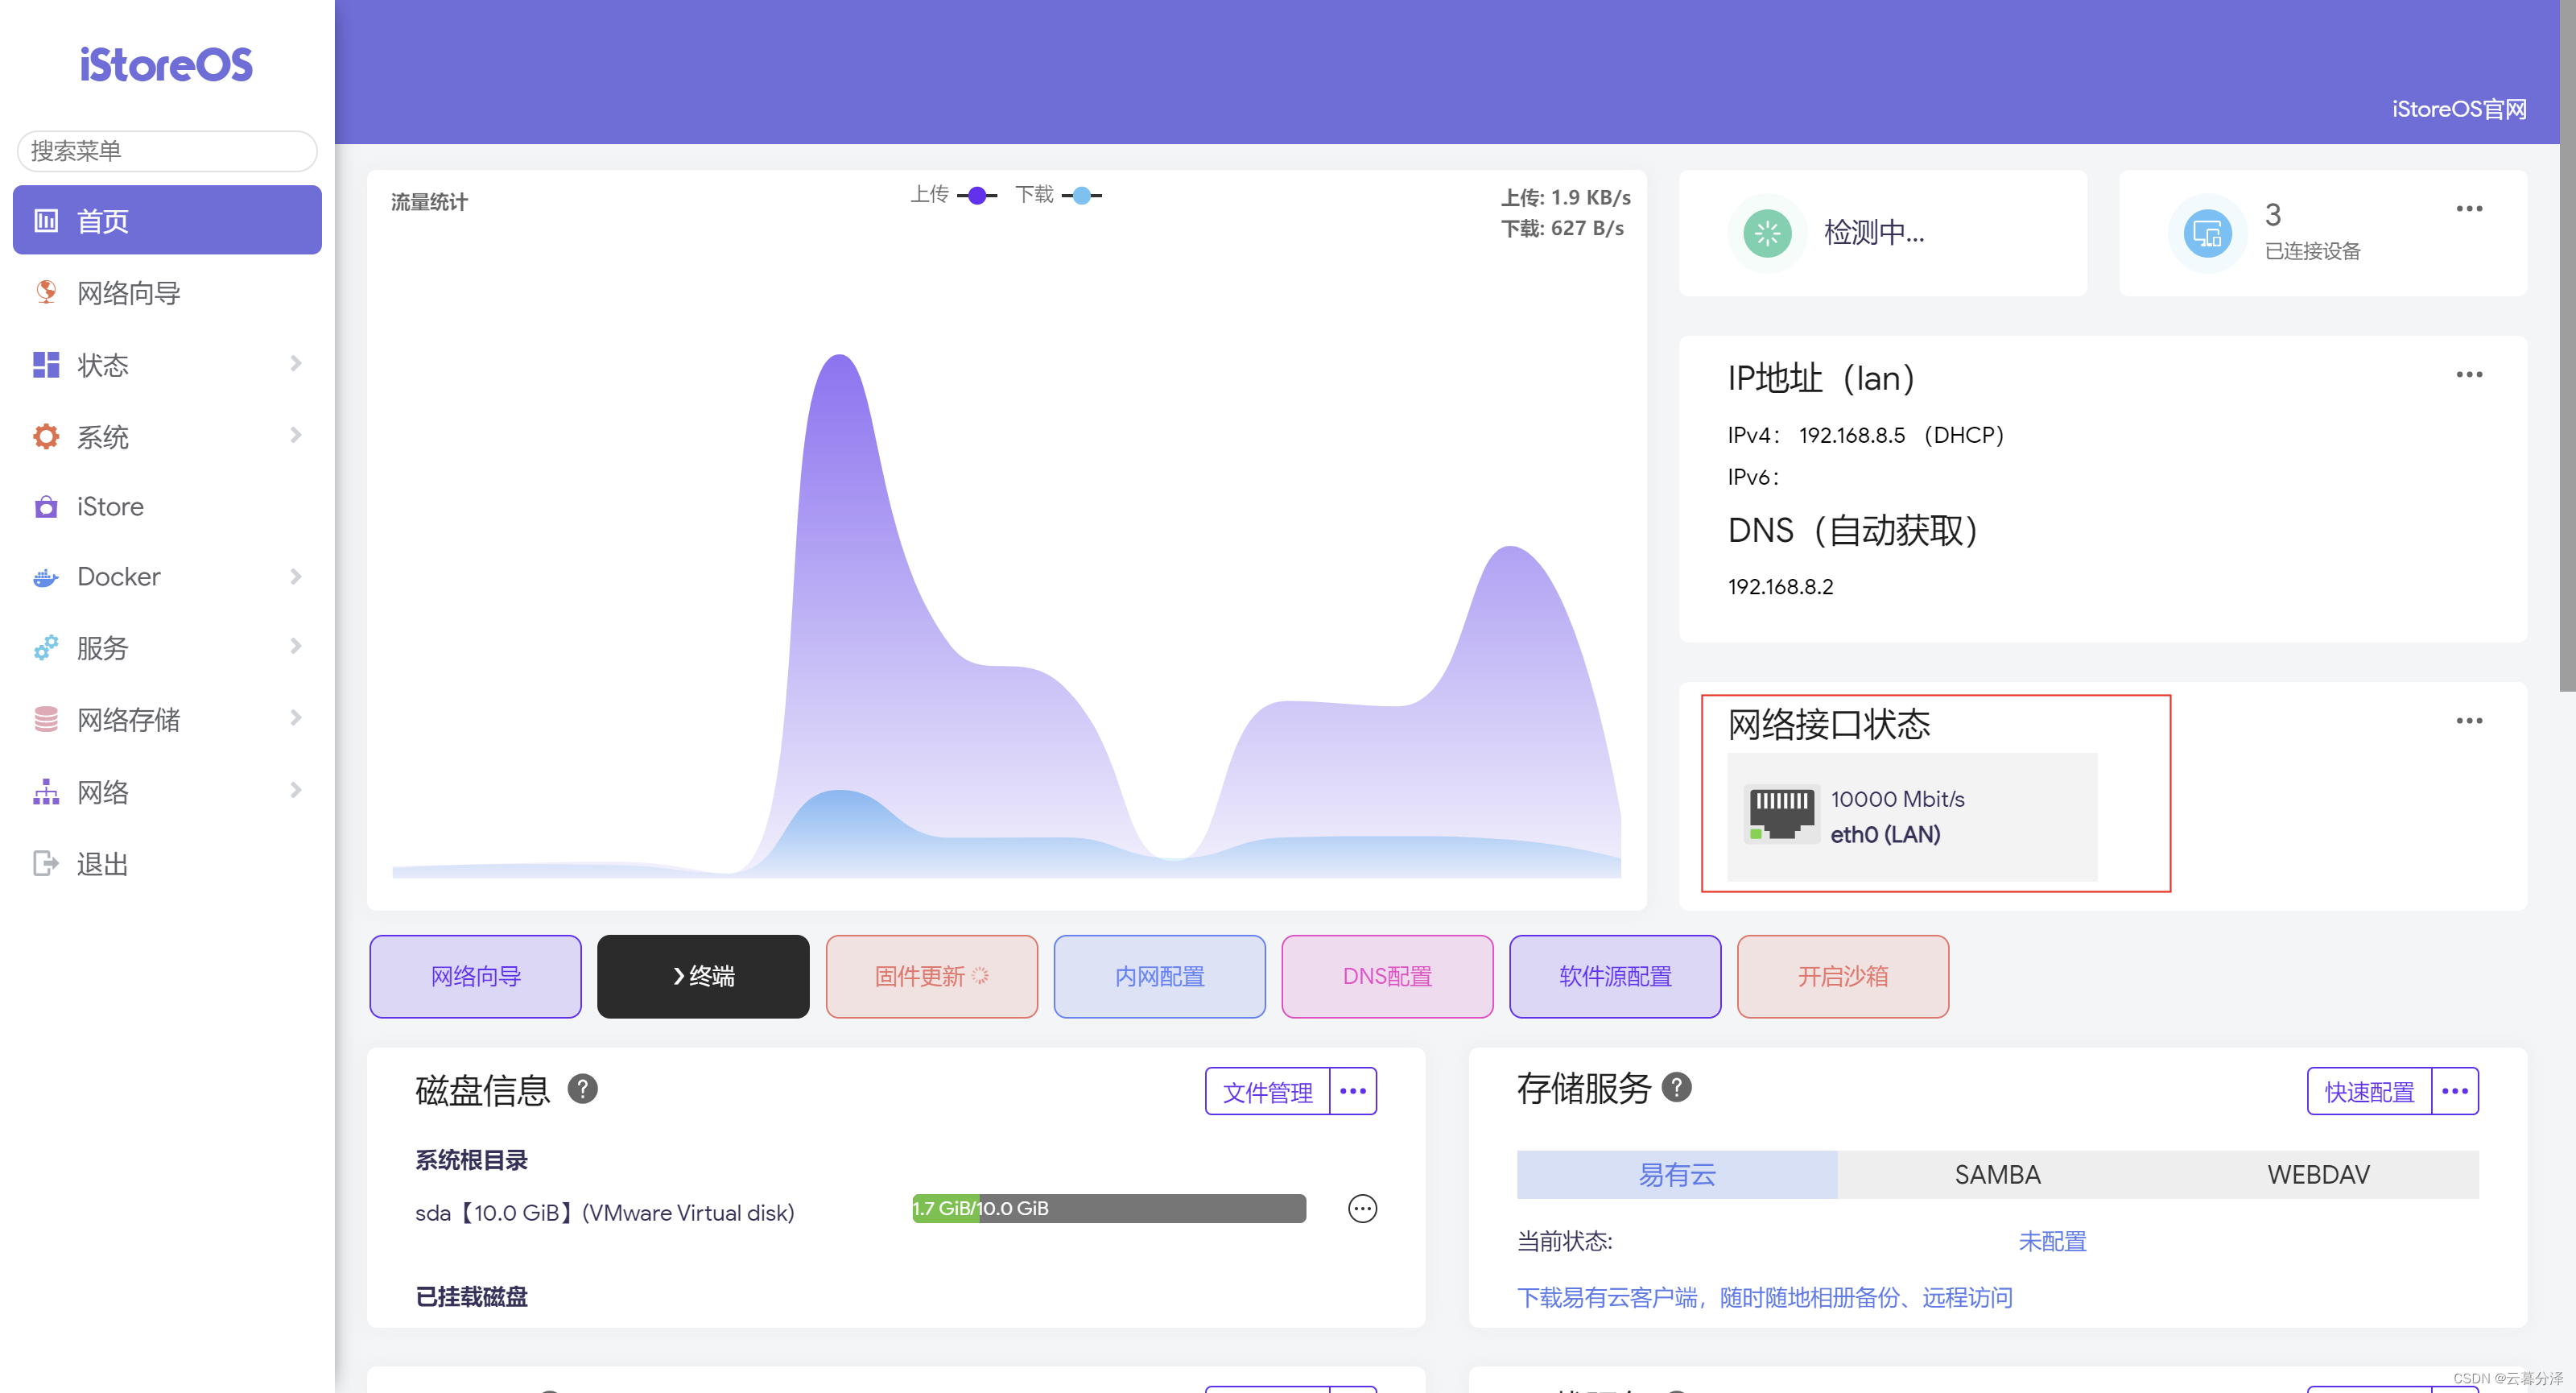 iStoreOS
搜索菜单
首页
网络向导
状态
系统
iStore
Docker
服务
网络存储
网络
退出
iStoreOS官网
流量统计
上传
下载
上传: 1.9 KB/s
下载: 627 B/s
检测中...
3
已连接设备
IP地址（lan）
IPv4： 192.168.8.5 （DHCP）
IPv6：
DNS（自动获取）
192.168.8.2
网络接口状态
10000 Mbit/s
eth0 (LAN)
网络向导
终端
固件更新
内网配置
DNS配置
软件源配置
开启沙箱
磁盘信息
文件管理
系统根目录
sda【10.0 GiB】(VMware Virtual disk)
1.7 GiB/10.0 GiB
已挂载磁盘
存储服务
快速配置
易有云
SAMBA
WEBDAV
当前状态:
未配置
下载易有云客户端，随时随地相册备份、远程访问
CSDN @云暮分泽